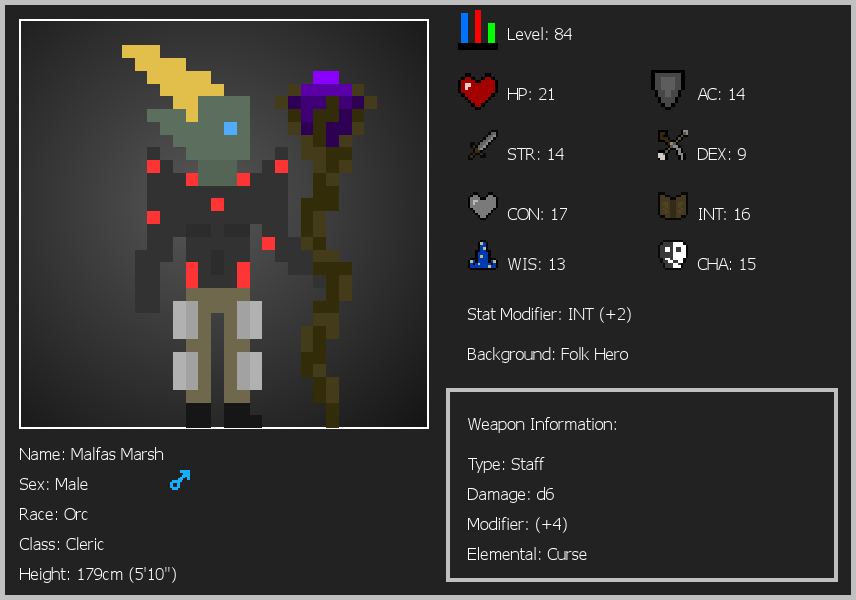 Level: 84
HP: 21
AC: 14
STR: 14
DEX: 9
CON: 17
INT: 16
WIS: 13
CHA: 15
Stat Modifier: INT (+2)
Background: Folk Hero
Weapon Information:
Type: Staff
Damage: d6
Modifier: (+4)
Elemental: Curse
Name: Malfas Marsh
Sex: Male
Race: Orc
Class: Cleric
Height: 179cm (5'10")